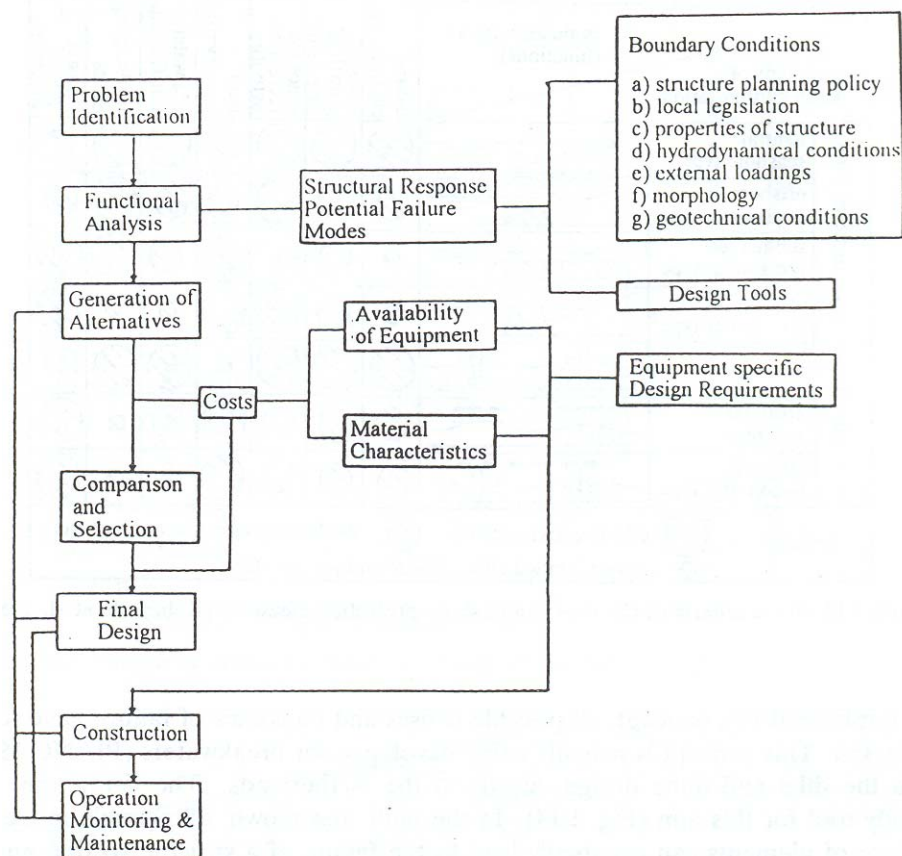 Problem
Identification
Functional
Analysis
Generation of
Alternatives
Costs
Comparison
and
Selection
Final
Design
Construction
Operation
Monitoring &
Maintenance
Structural Response
Potential Failure
Modes
Availability
of Equipment
Material
Characteristics
Boundary Conditions
a) structure planning policy
b) local legislation
c) properties of structure
d) hydrodynamical conditions
e) external loadings
f) morphology
g) geotechnical conditions
Design Tools
Equipment specific
Design Requirements